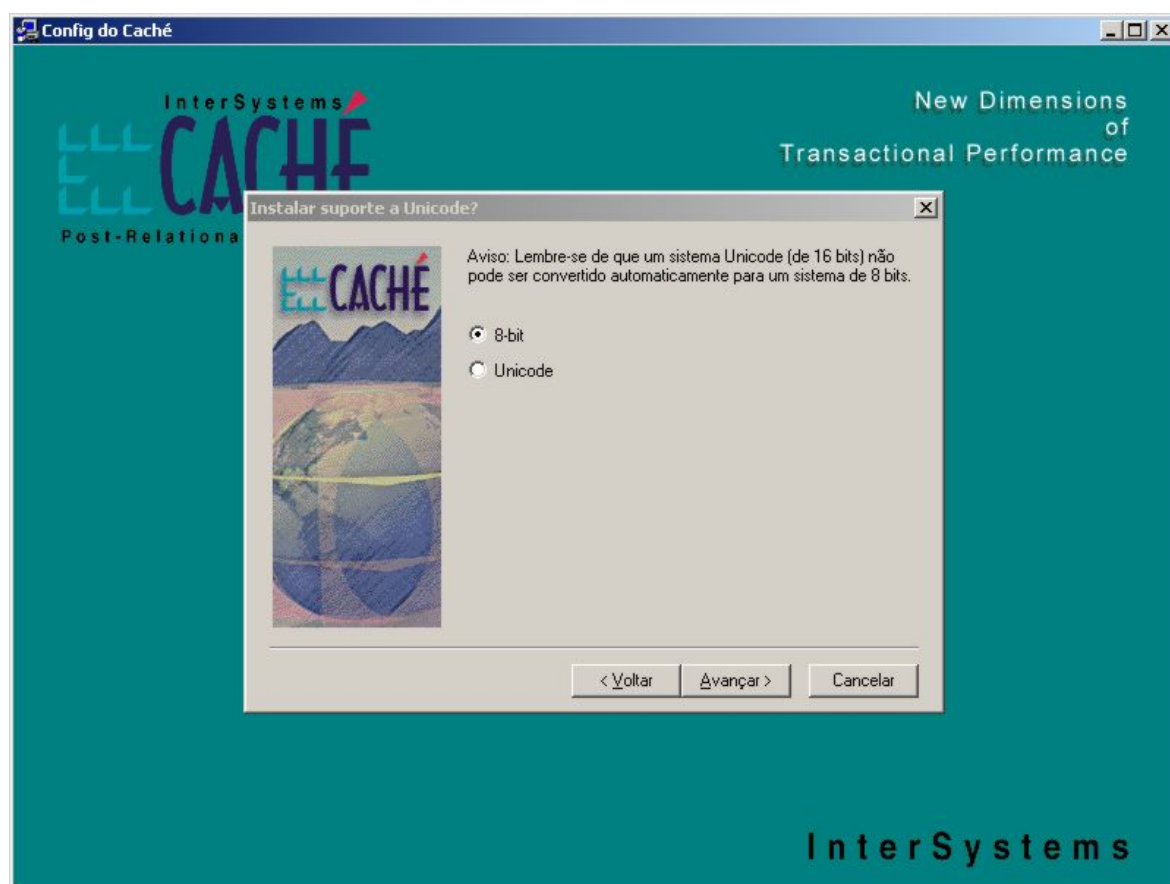 Config do Caché
InterSystems
CACHÉ
Post-Relationa
New Dimensions
of
Transactional Performance
Instalar suporte a Unicode?
CACHÉ
Aviso: Lembre-se de que um sistema Unicode (de 16 bits) não
pode ser convertido automaticamente para um sistema de 8 bits.
8-bit
Unicode
< Voltar
Avançar >
Cancelar
InterSystems